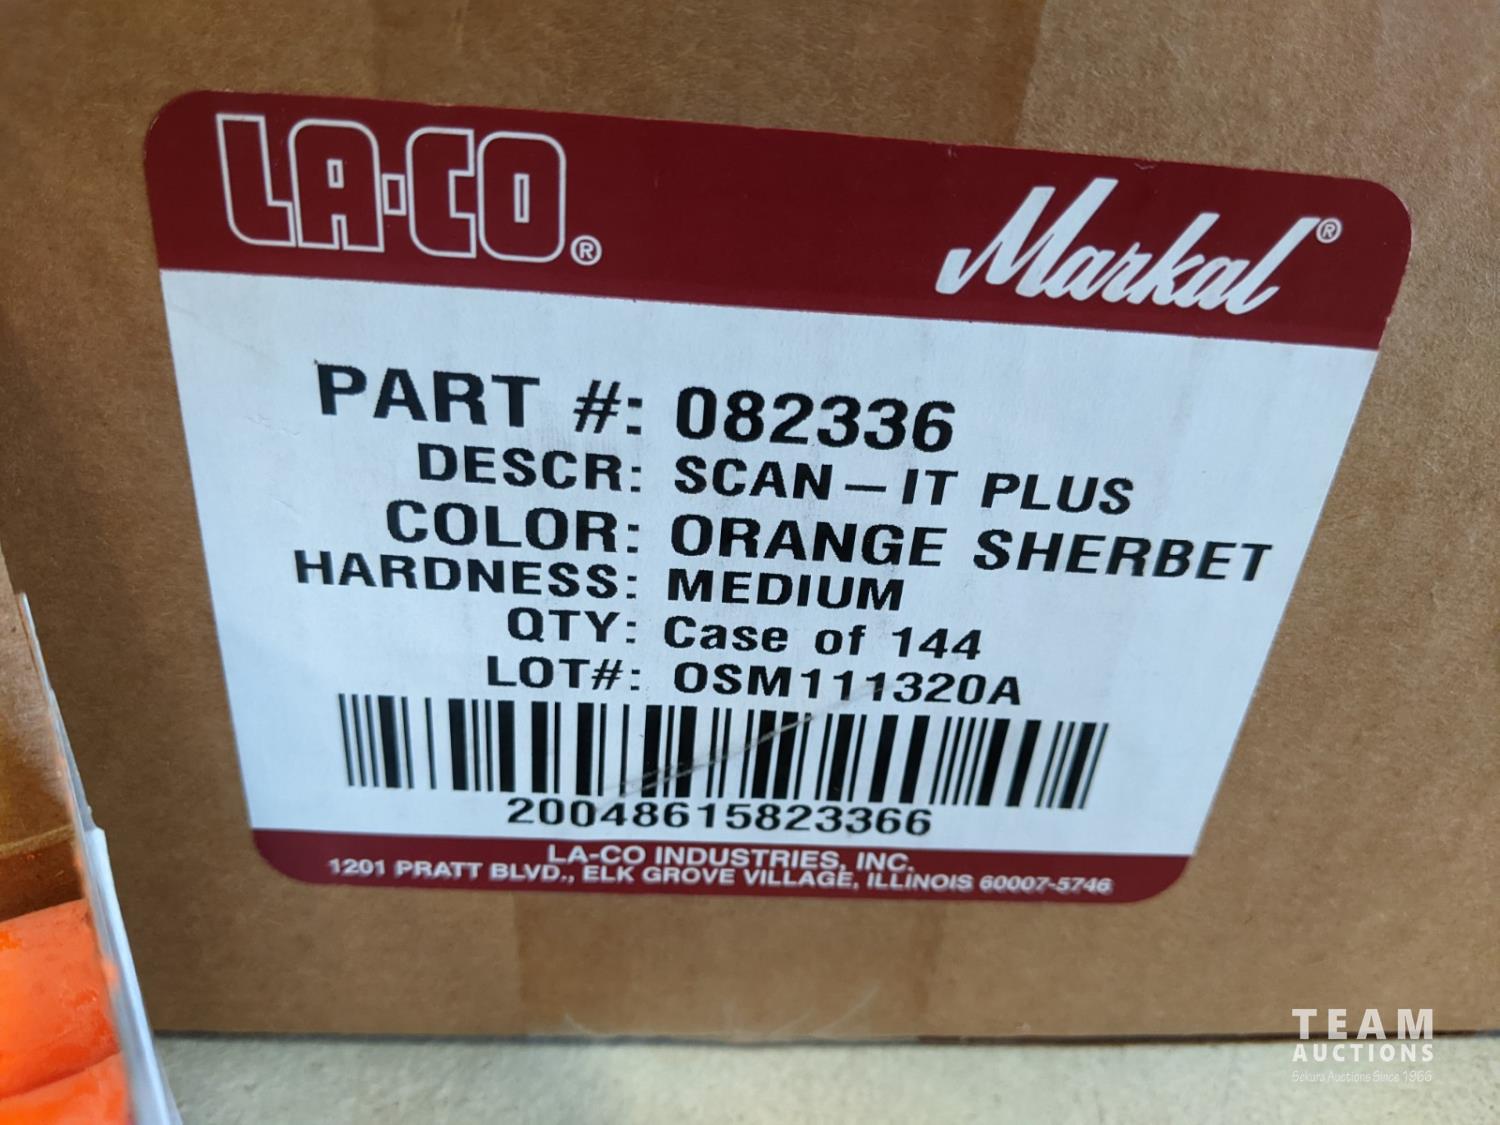 LA-CO®
Markal®
PART #: 082336
DESCR: SCAN-IT PLUS
COLOR: ORANGE SHERBET
HARDNESS: MEDIUM
QTY: Case of 144
LOT#: OSM111320A
20048615823366
LA-CO INDUSTRIES, INC.
1201 PRATT BLVD., ELK GROVE VILLAGE, ILLINOIS 60007-5746
TEAM
AUCTIONS
Sekura Auctions Since 1966